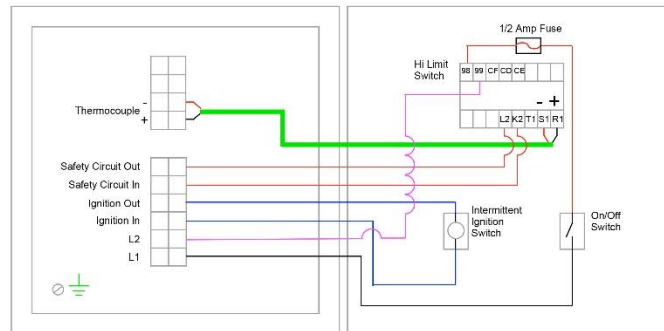 1/2 Amp Fuse
Hi Limit
Switch
98 99 CF CD CE
- +
L2 K2 T1 S1 R1
Thermocouple
-
+
Safety Circuit Out
Safety Circuit In
Ignition Out
Ignition In
L2
L1
Intermittent
Ignition
Switch
On/Off
Switch